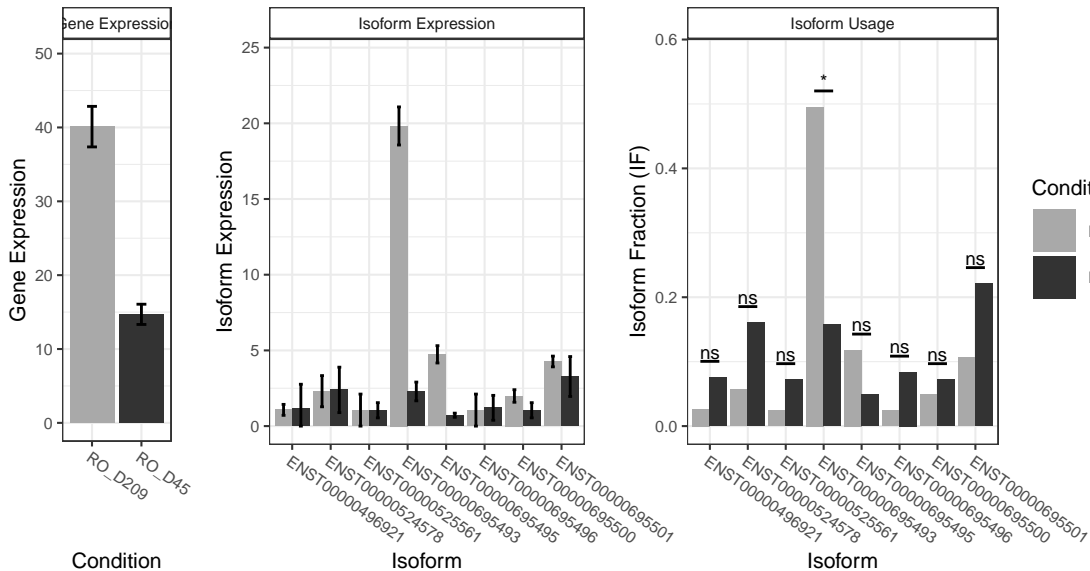 Gene Expression
Isoform Expression
Isoform Usage
Gene Expression
50
40
30
20
10
0
RO_D209
RO_D45
Condition
Isoform Expression
25
20
15
10
5
0
ENST00000496921
ENST00000524578
ENST00000525561
ENST00000695493
ENST00000695495
ENST00000695496
ENST00000695500
ENST00000695501
Isoform
Isoform Fraction (IF)
0.6
0.4
0.2
0.0
ns
ns
ns
*
ns
ns
ns
ns
ENST00000496921
ENST00000524578
ENST00000525561
ENST00000695493
ENST00000695495
ENST00000695496
ENST00000695500
ENST00000695501
Isoform
Condit